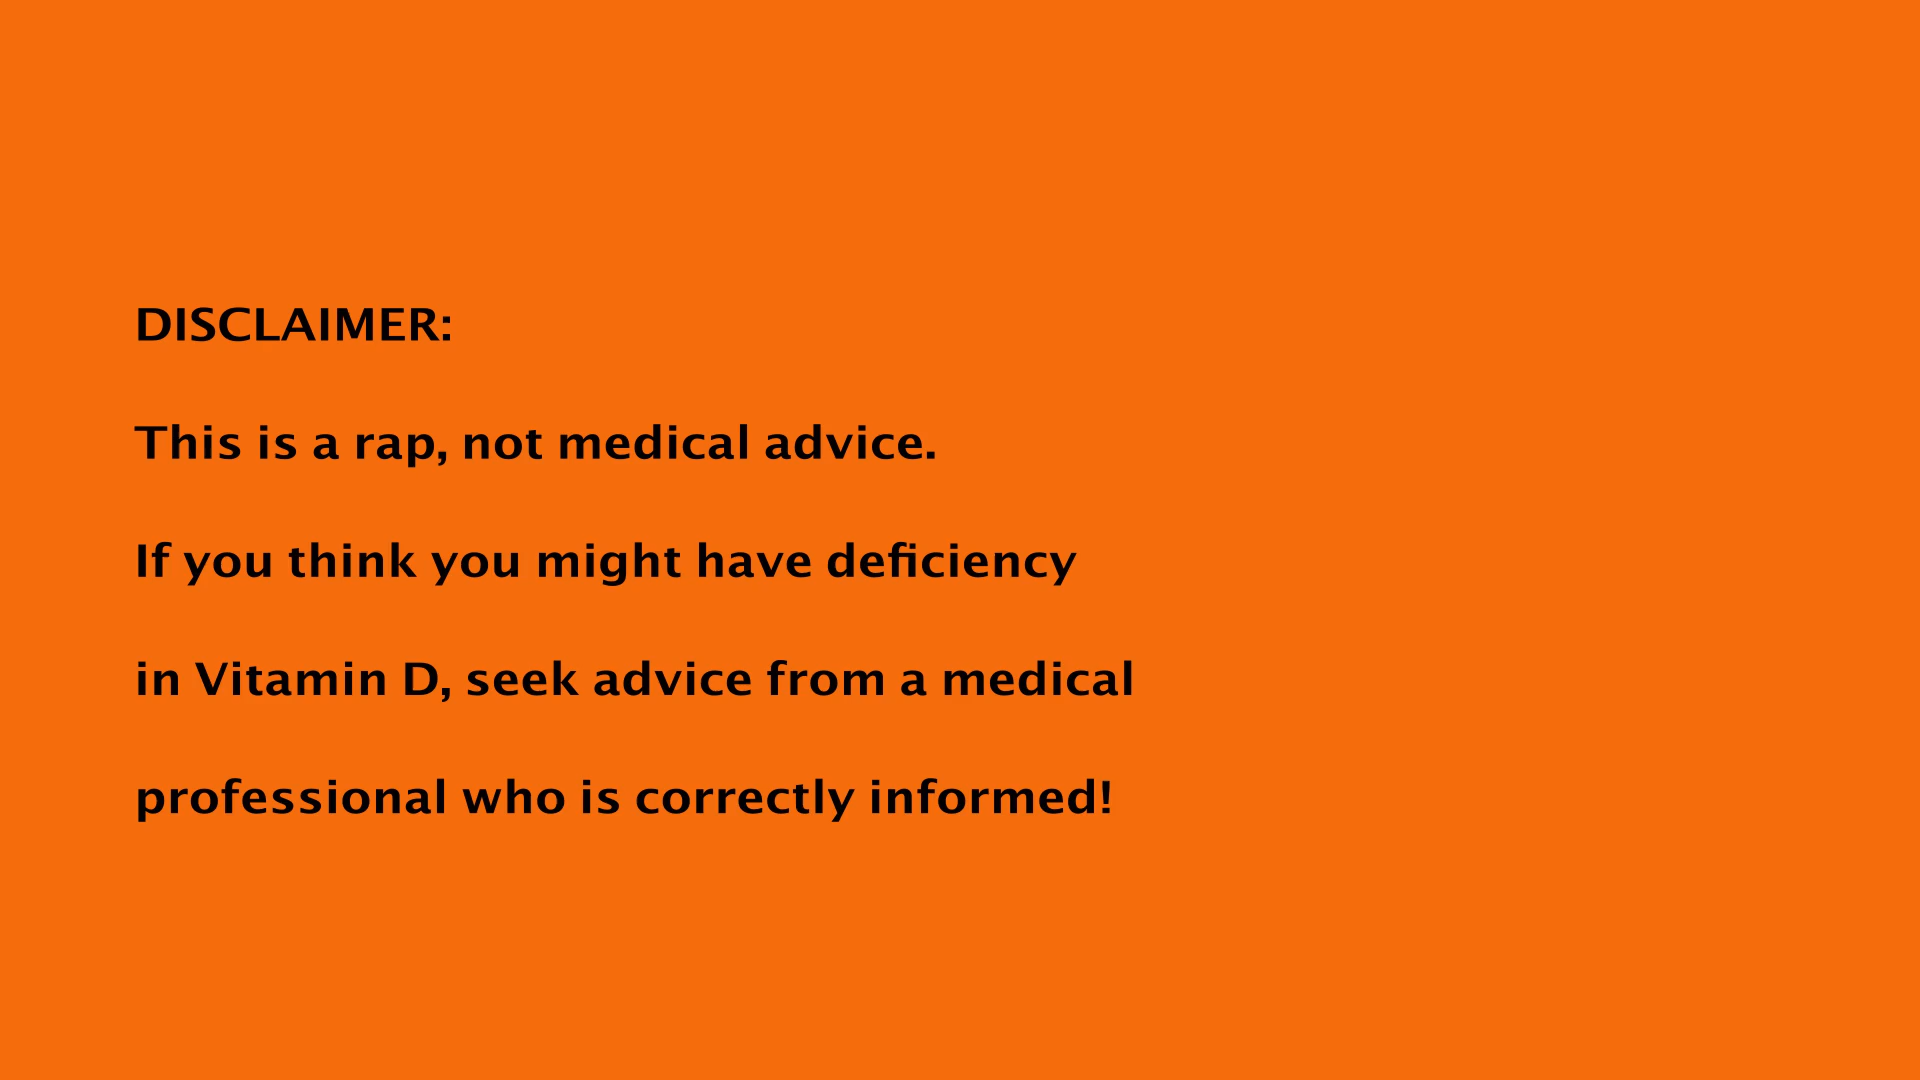 DISCLAIMER:
This is a rap, not medical advice.
If you think you might have deficiency
in Vitamin D, seek advice from a medical
professional who is correctly informed!